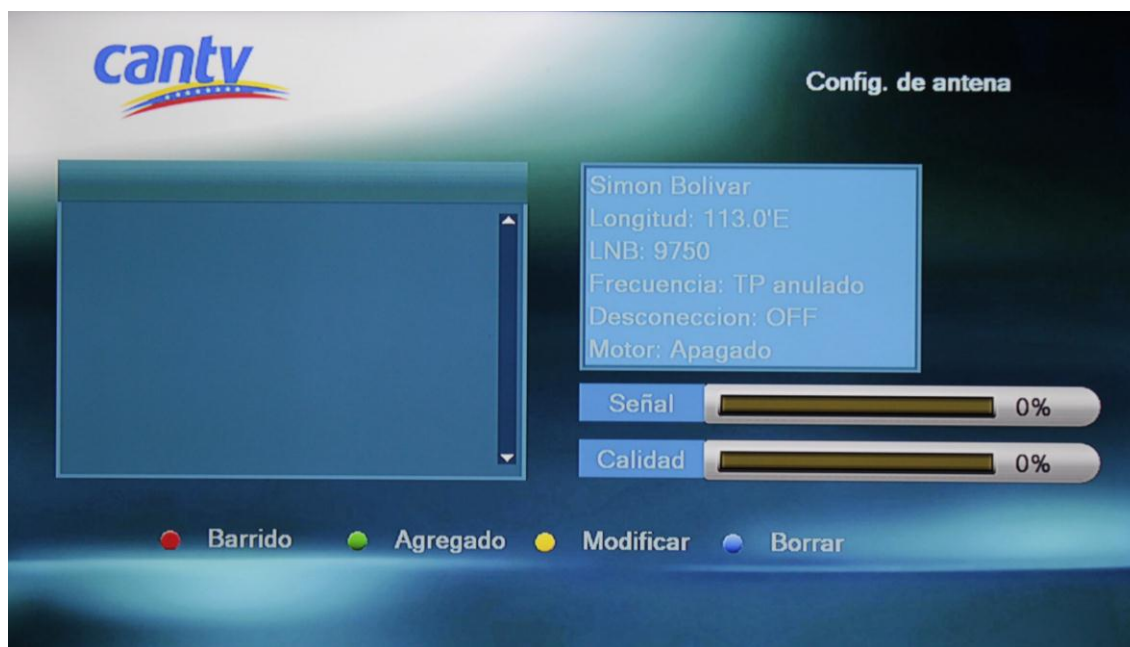 cantv
Config. de antena
Simon Bolivar
Longitud: 113.0'E
LNB: 9750
Frecuencia: TP anulado
Desconeccion: OFF
Motor: Apagado
Señal 0%
Calidad 0%
Barrido Agregado Modificar Borrar